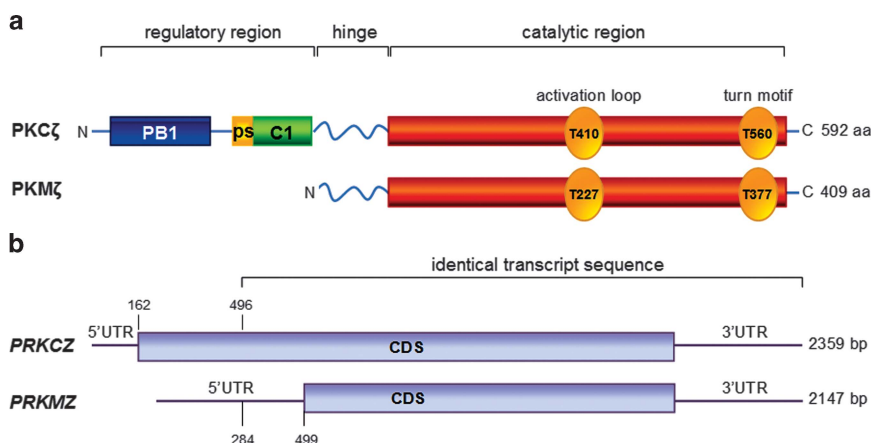 a
regulatory region hinge catalytic region
activation loop turn motif
PKCζ N PB1 ps C1 T410 T560 C 592 aa
PKMζ N T227 T377 C 409 aa
b
identical transcript sequence
162 496
5'UTR 3'UTR
PRKCZ CDS 2359 bp
5'UTR 3'UTR
PRKMZ CDS 2147 bp
284 499